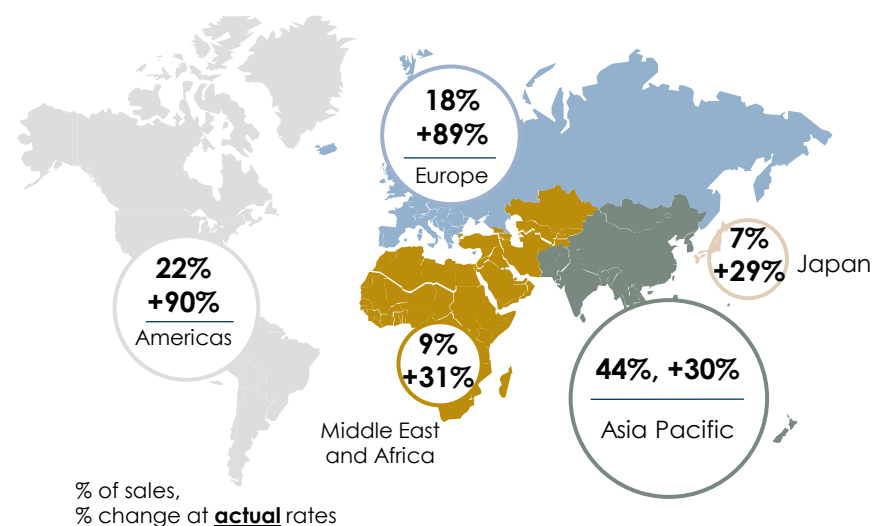 18%
+89%
Europe
7%
+29%
Japan
22%
+90%
Americas
9%
+31%
Middle East
and Africa
44%, +30%
Asia Pacific
% of sales,
% change at actual rates